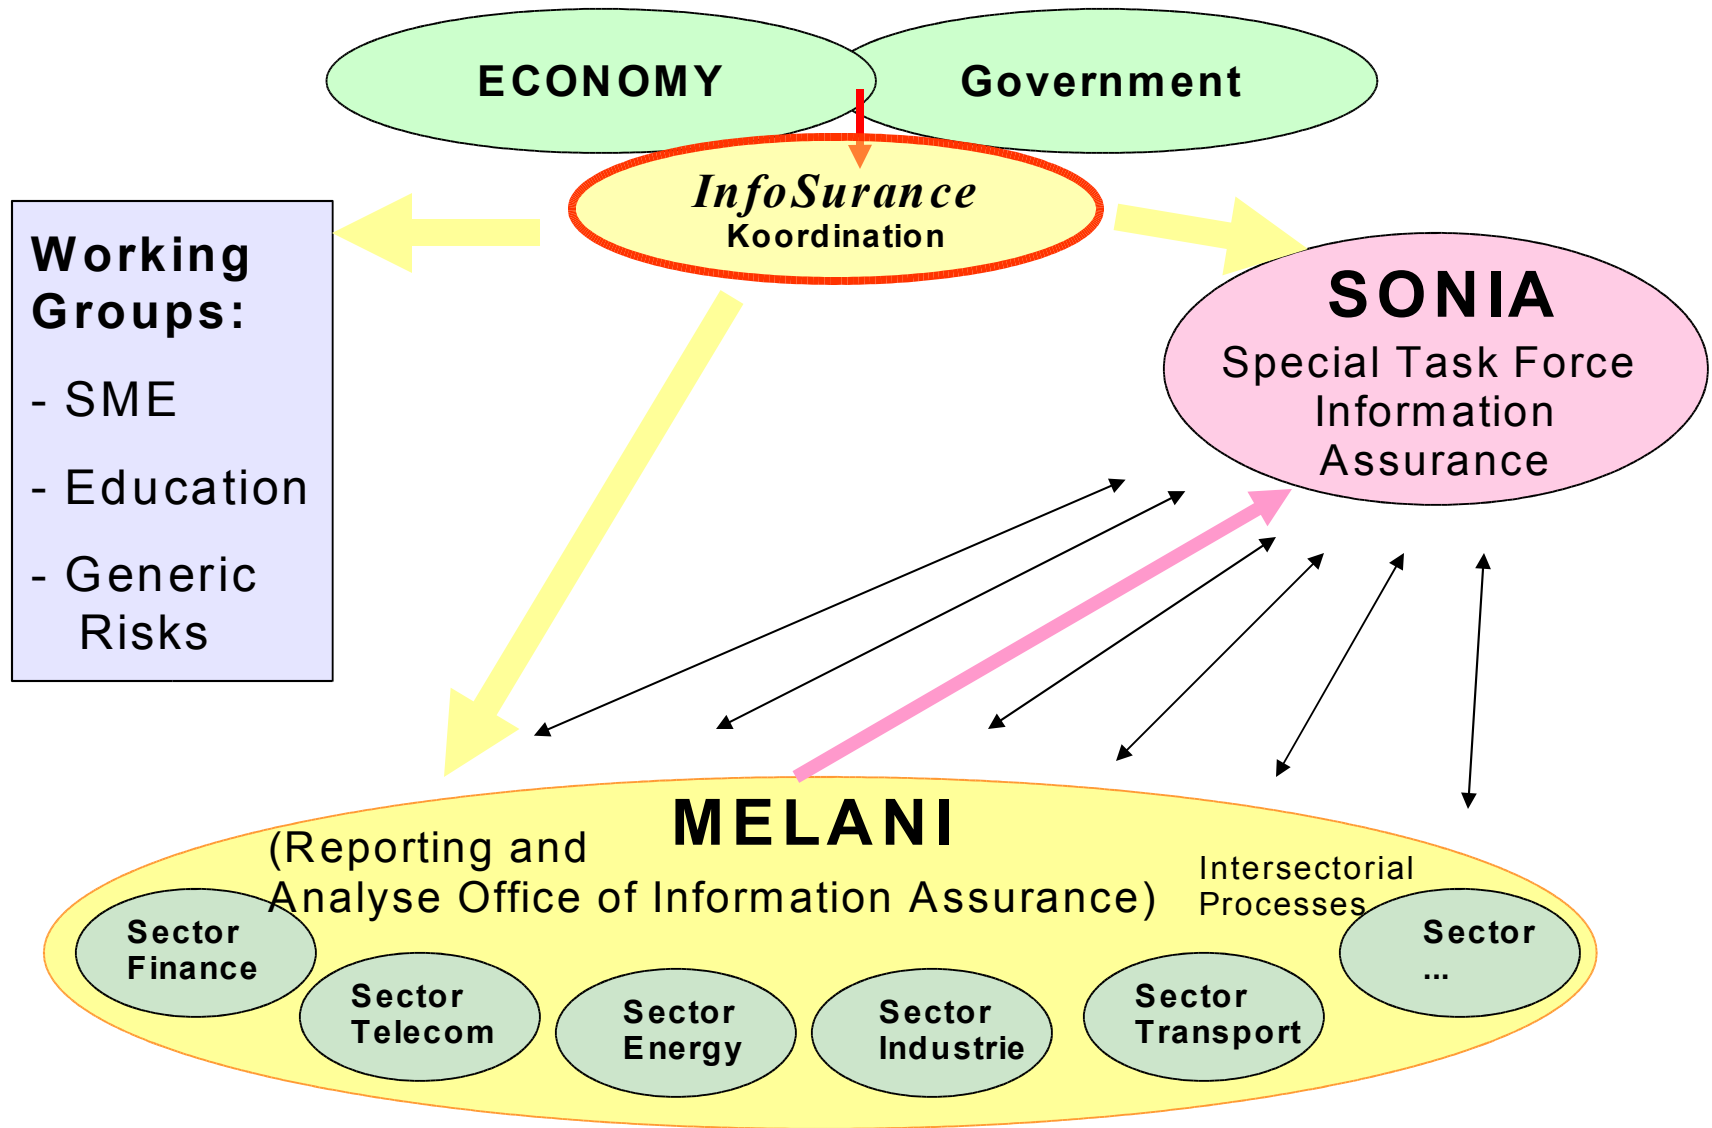 ECONOMY
Government
InfoSurance
Koordination
Working
Groups:
- SME
- Education
- Generic
Risks
SONIA
Special Task Force
Information
Assurance
MELANI
(Reporting and
Analyse Office of Information Assurance)
Intersectorial
Processes
Sector
Finance
Sector
Telecom
Sector
Energy
Sector
Industrie
Sector
Transport
Sector
...